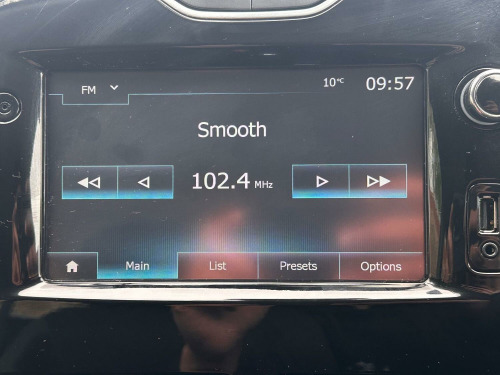 FM
10°C
09:57
Smooth
102.4 MHz
Main
List
Presets
Options